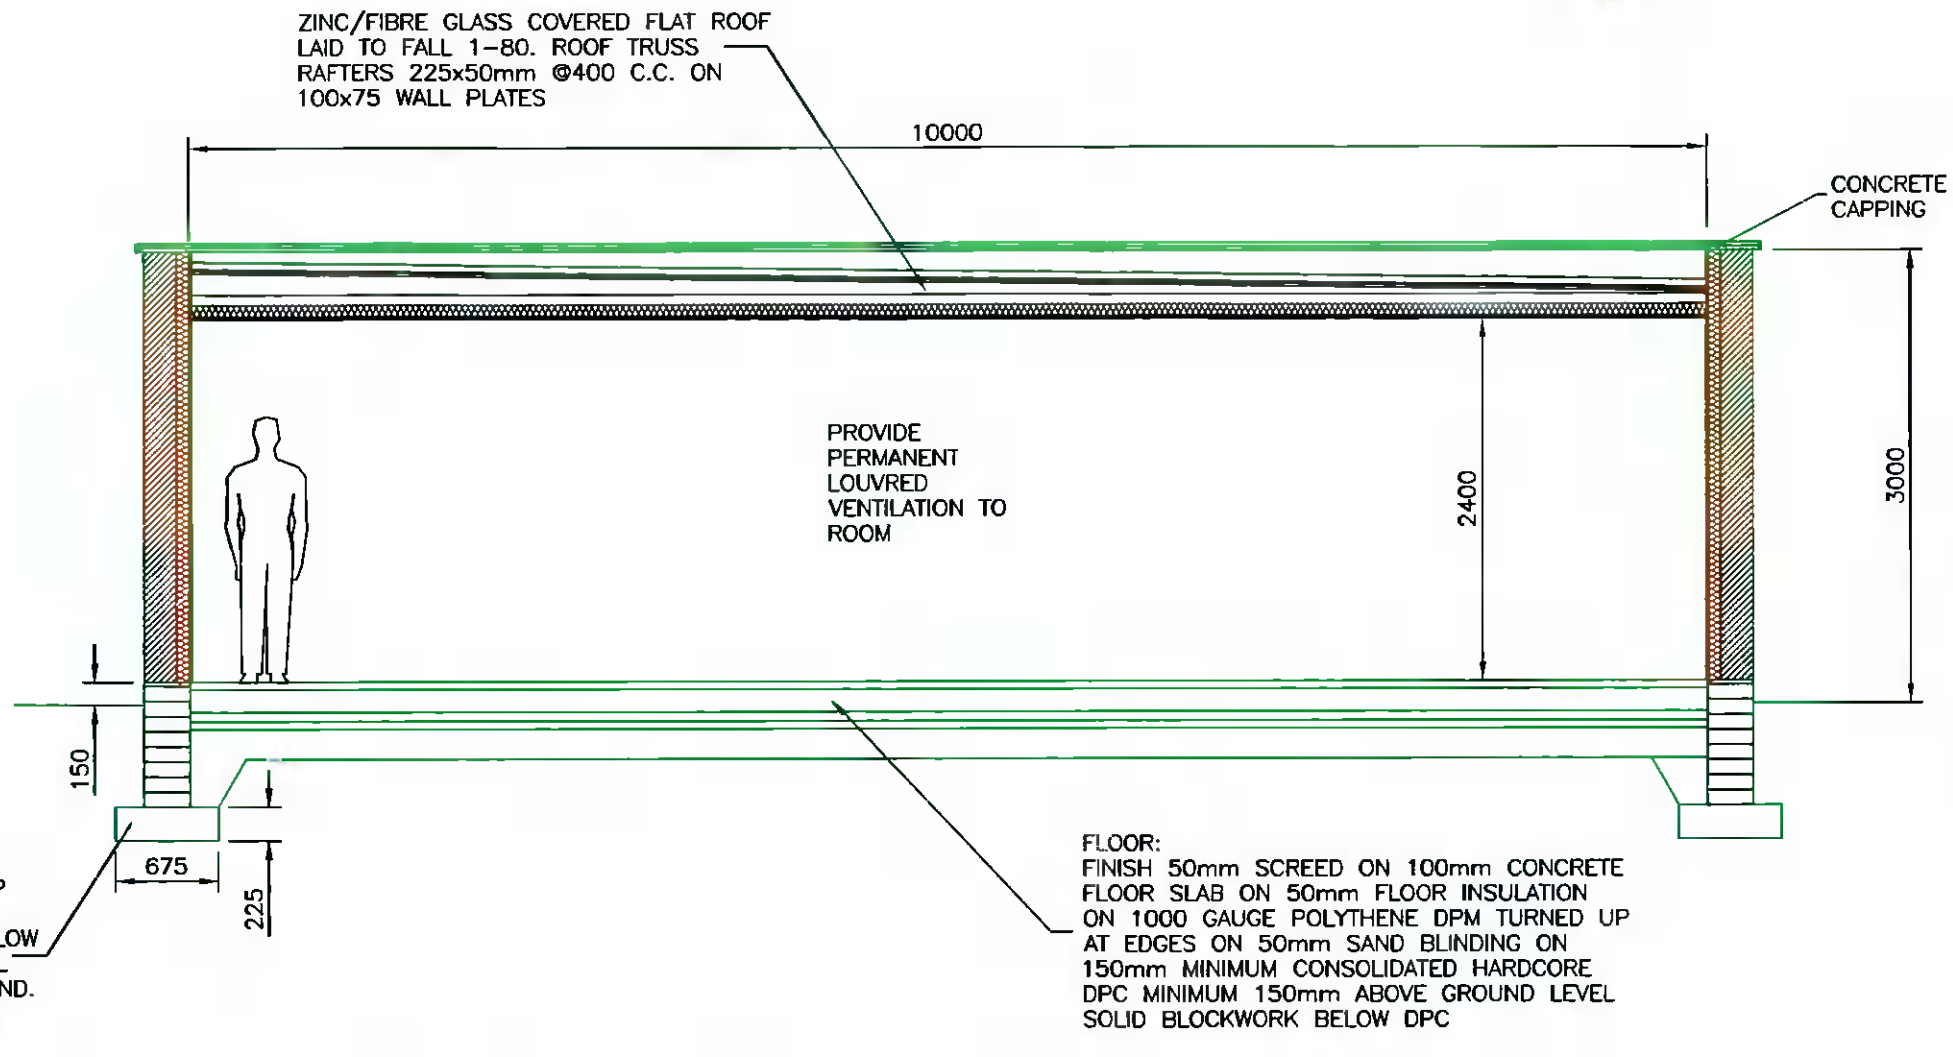 ZINC/FIBRE GLASS COVERED FLAT ROOF
LAID TO FALL 1-80. ROOF TRUSS
RAFTERS 225x50mm @400 C.C. ON
100x75 WALL PLATES
10000
CONCRETE
CAPPING
PROVIDE
PERMANENT
LOUVRED
VENTILATION TO
ROOM
2400
3000
150
675
225
LOW
ND.
FLOOR:
FINISH 50mm SCREED ON 100mm CONCRETE
FLOOR SLAB ON 50mm FLOOR INSULATION
ON 1000 GAUGE POLYTHENE DPM TURNED UP
AT EDGES ON 50mm SAND BLINDING ON
150mm MINIMUM CONSOLIDATED HARDCORE
DPC MINIMUM 150mm ABOVE GROUND LEVEL
SOLID BLOCKWORK BELOW DPC